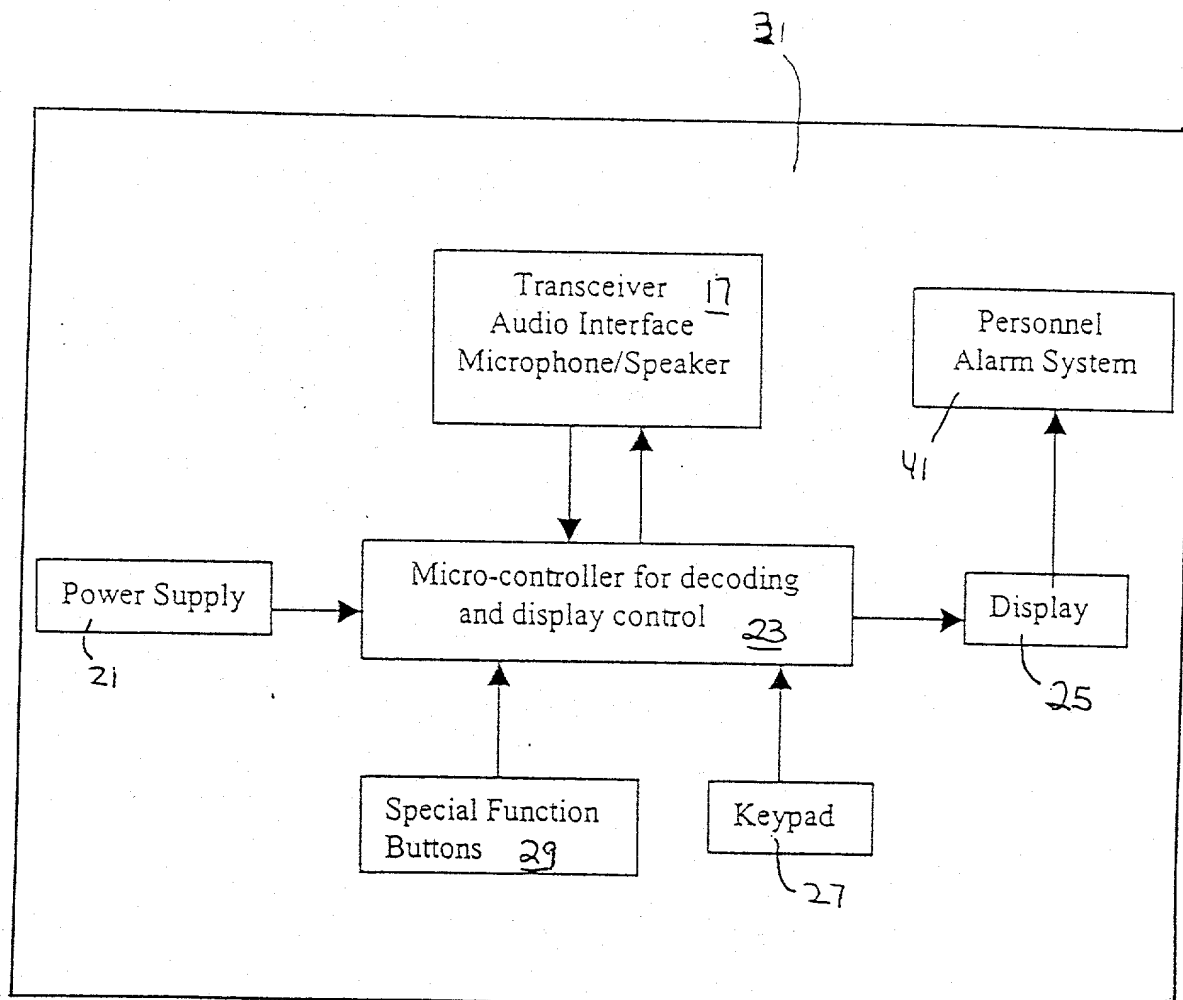 31
Transceiver 17
Audio Interface
Microphone/Speaker
Personnel
Alarm System
41
Power Supply
21
Micro-controller for decoding
and display control 23
Display
25
Special Function
Buttons 29
Keypad
27